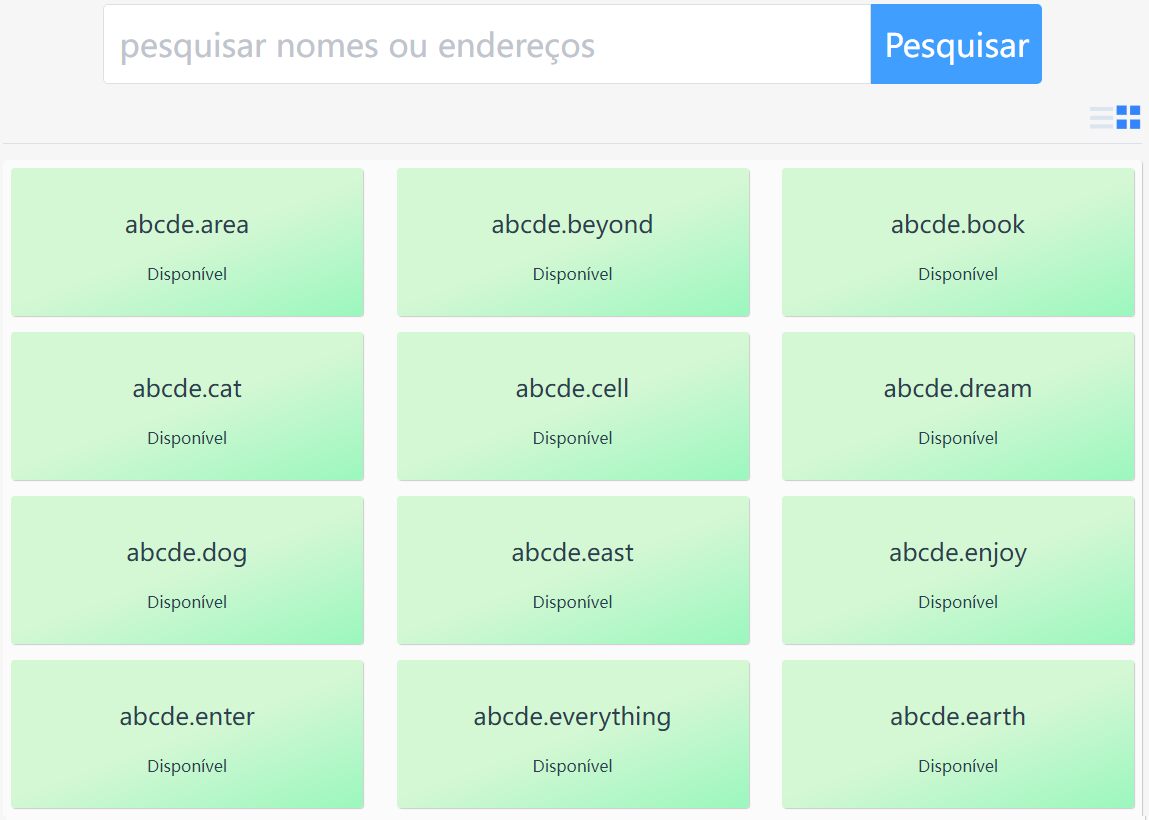 pesquisar nomes ou endereços
Pesquisar
abcde.area
Disponível
abcde.beyond
Disponível
abcde.book
Disponível
abcde.cat
Disponível
abcde.cell
Disponível
abcde.dream
Disponível
abcde.dog
Disponível
abcde.east
Disponível
abcde.enjoy
Disponível
abcde.enter
Disponível
abcde.everything
Disponível
abcde.earth
Disponível